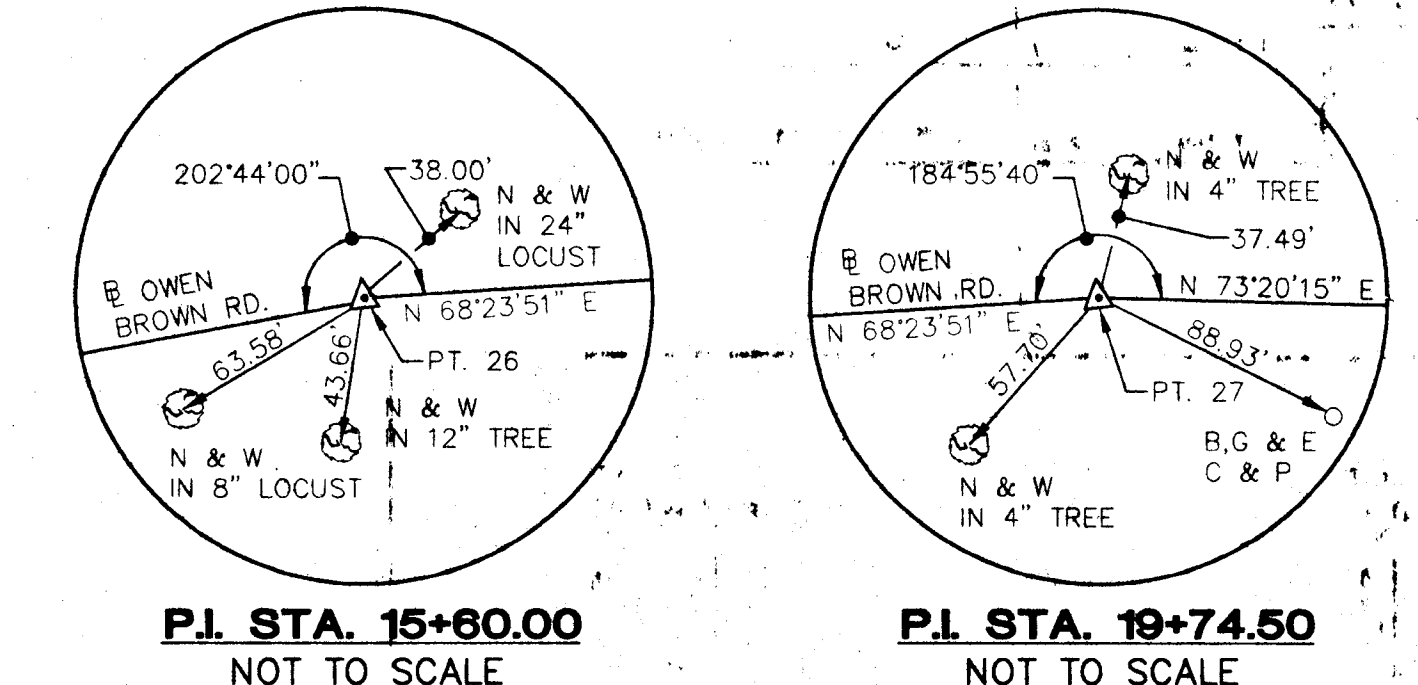 202°44'00"
38.00'
N & W
IN 24"
LOCUST
BL OWEN
BROWN RD.
N 68°23'51" E
63.58'
43.66'
PT. 26
N & W
IN 12" TREE
N & W
IN 8" LOCUST
P.I. STA. 15+60.00
NOT TO SCALE
184°55'40"
N & W
IN 4" TREE
37.49'
BL OWEN
BROWN RD.
N 73°20'15" E
N 68°23'51" E
57.70'
88.93'
PT. 27
B,G & E
C & P
N & W
IN 4" TREE
P.I. STA. 19+74.50
NOT TO SCALE